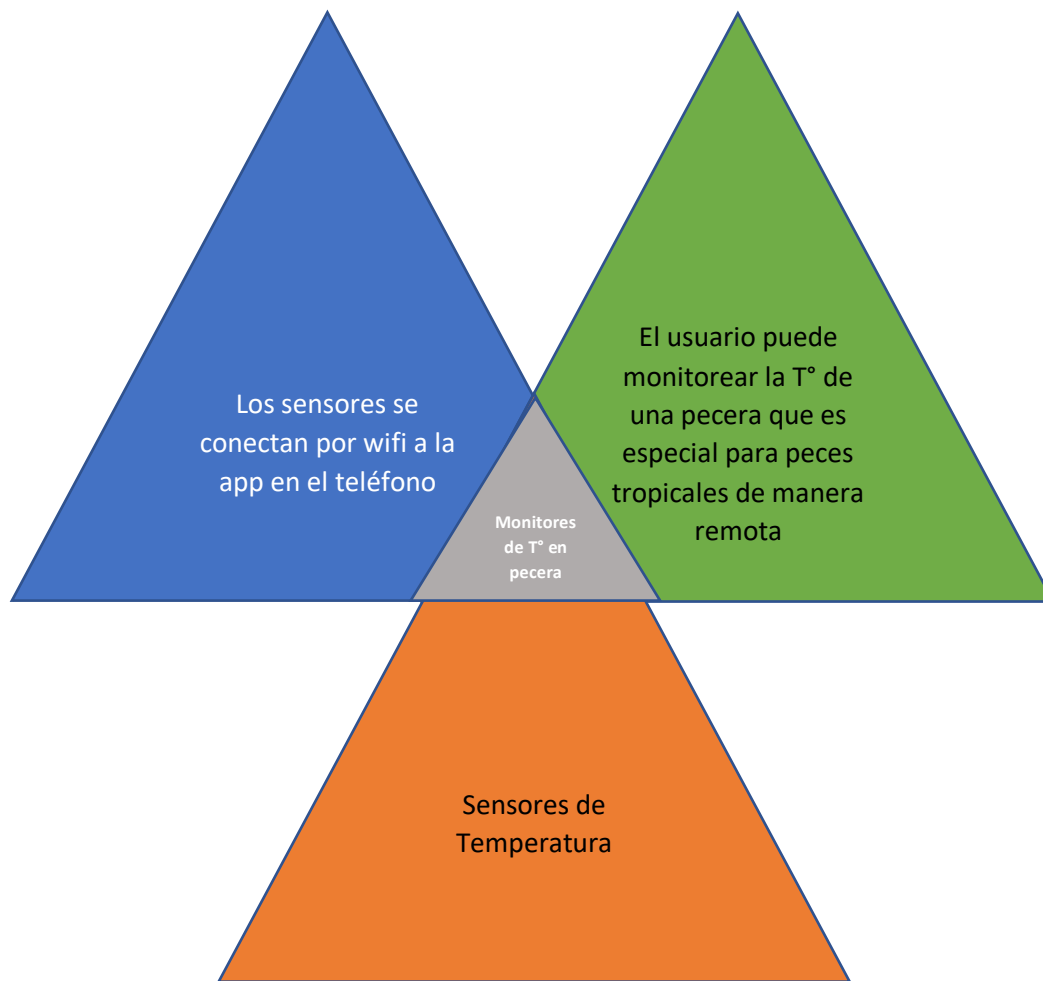 Los sensores se
conectan por wifi a la
app en el teléfono
El usuario puede
monitorear la T° de
una pecera que es
especial para peces
tropicales de manera
remota
Monitores
de T° en
pecera
Sensores de
Temperatura